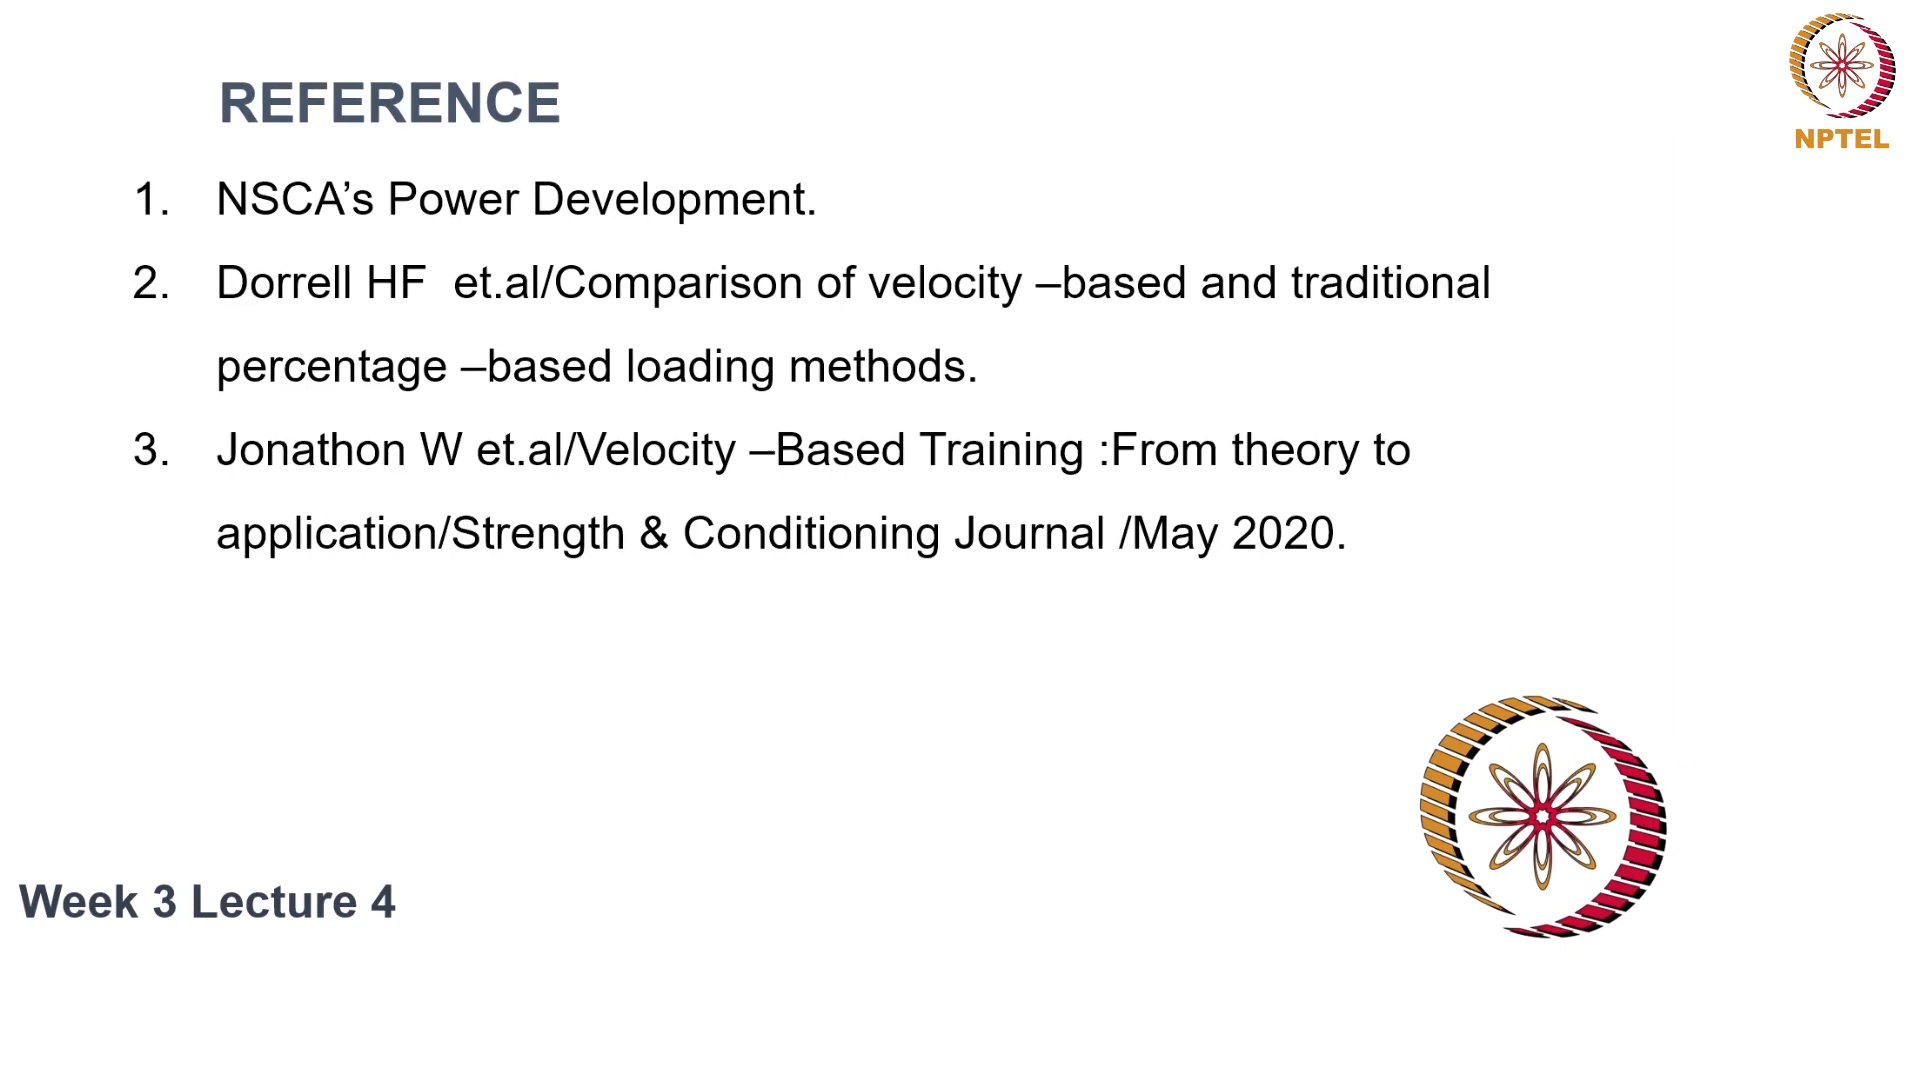 REFERENCE
NPTEL
1. NSCA’s Power Development.
2. Dorrell HF  et.al/Comparison of velocity –based and traditional
percentage –based loading methods.
3. Jonathon W et.al/Velocity –Based Training :From theory to
application/Strength & Conditioning Journal /May 2020.
Week 3 Lecture 4